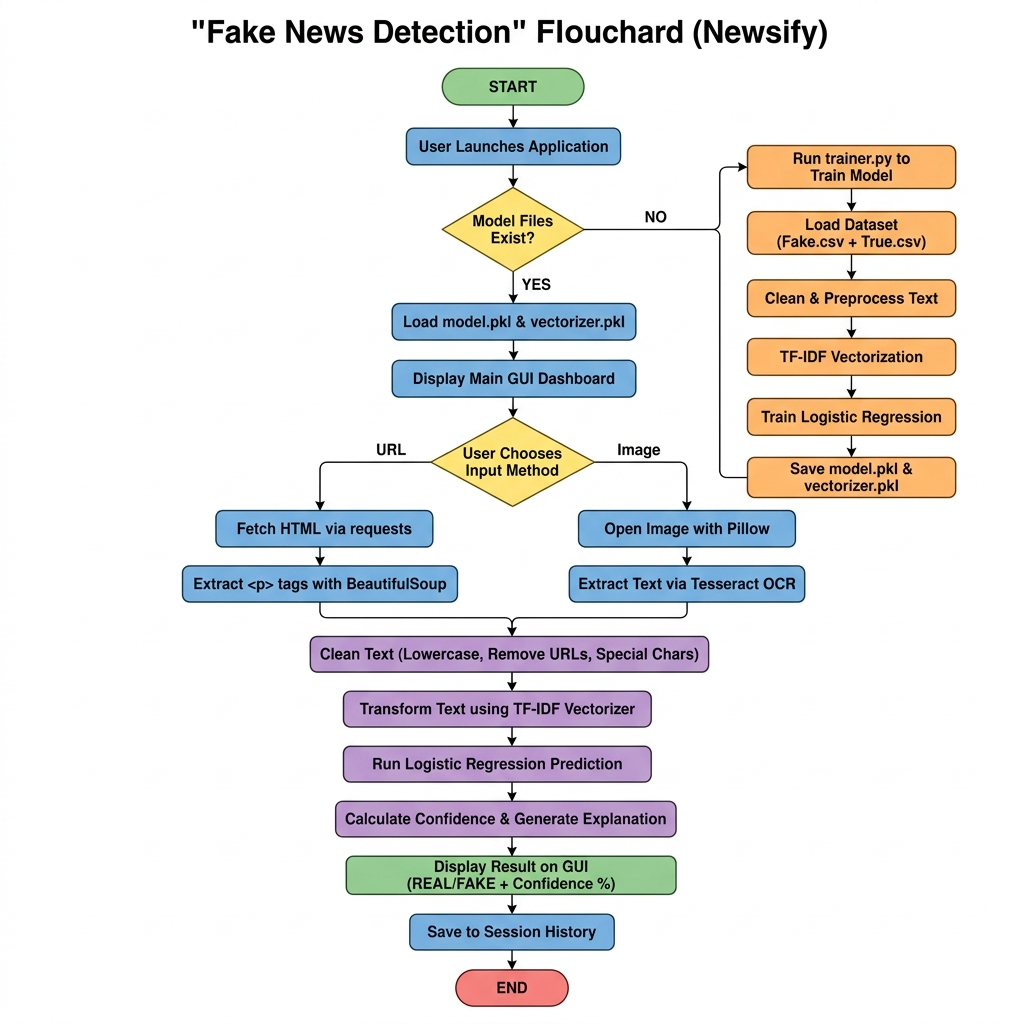 "Fake News Detection" Flouchard (Newsify)
START
User Launches Application
Model Files
Exist?
NO
YES
Load model.pkl & vectorizer.pkl
Display Main GUI Dashboard
User Chooses
Input Method
URL
Image
Fetch HTML via requests
Extract <p> tags with BeautifulSoup
Open Image with Pillow
Extract Text via Tesseract OCR
Run trainer.py to
Train Model
Load Dataset
(Fake.csv + True.csv)
Clean & Preprocess Text
TF-IDF Vectorization
Train Logistic Regression
Save model.pkl &
vectorizer.pkl
Clean Text (Lowercase, Remove URLs, Special Chars)
Transform Text using TF-IDF Vectorizer
Run Logistic Regression Prediction
Calculate Confidence & Generate Explanation
Display Result on GUI
(REAL/FAKE + Confidence %)
Save to Session History
END